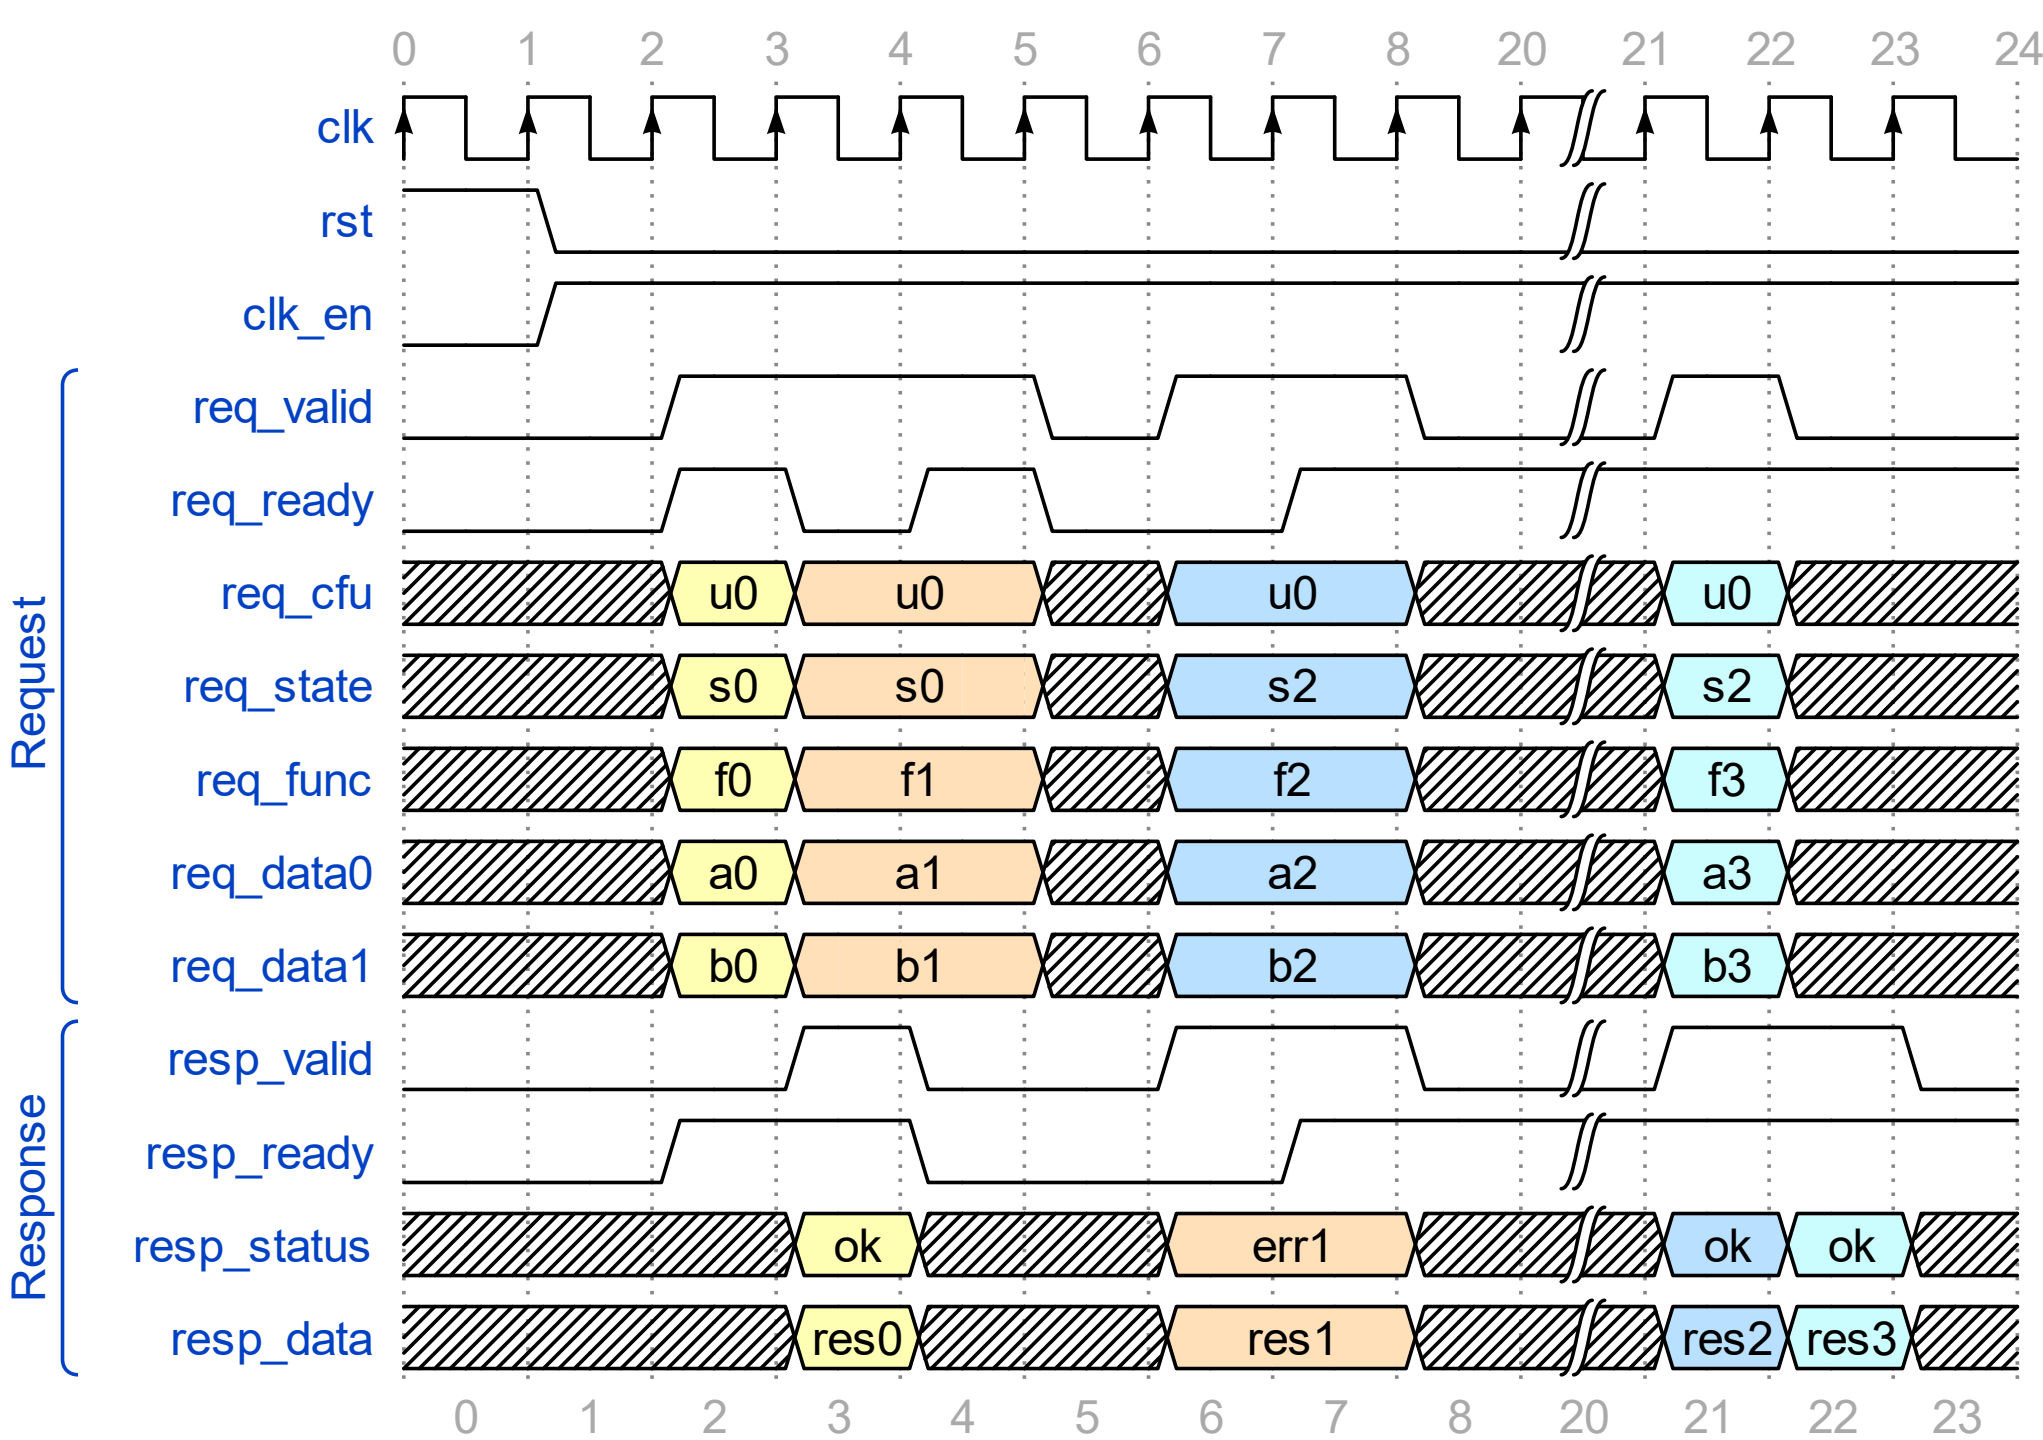 0 1 2 3 4 5 6 7 8 20 21 22 23 24
clk
rst
clk_en
Request
req_valid
req_ready
req_cfu u0 u0 u0 u0
req_state s0 s0 s2 s2
req_func f0 f1 f2 f3
req_data0 a0 a1 a2 a3
req_data1 b0 b1 b2 b3
Response
resp_valid
resp_ready
resp_status ok err1 ok ok
resp_data res0 res1 res2 res3
0 1 2 3 4 5 6 7 8 20 21 22 23